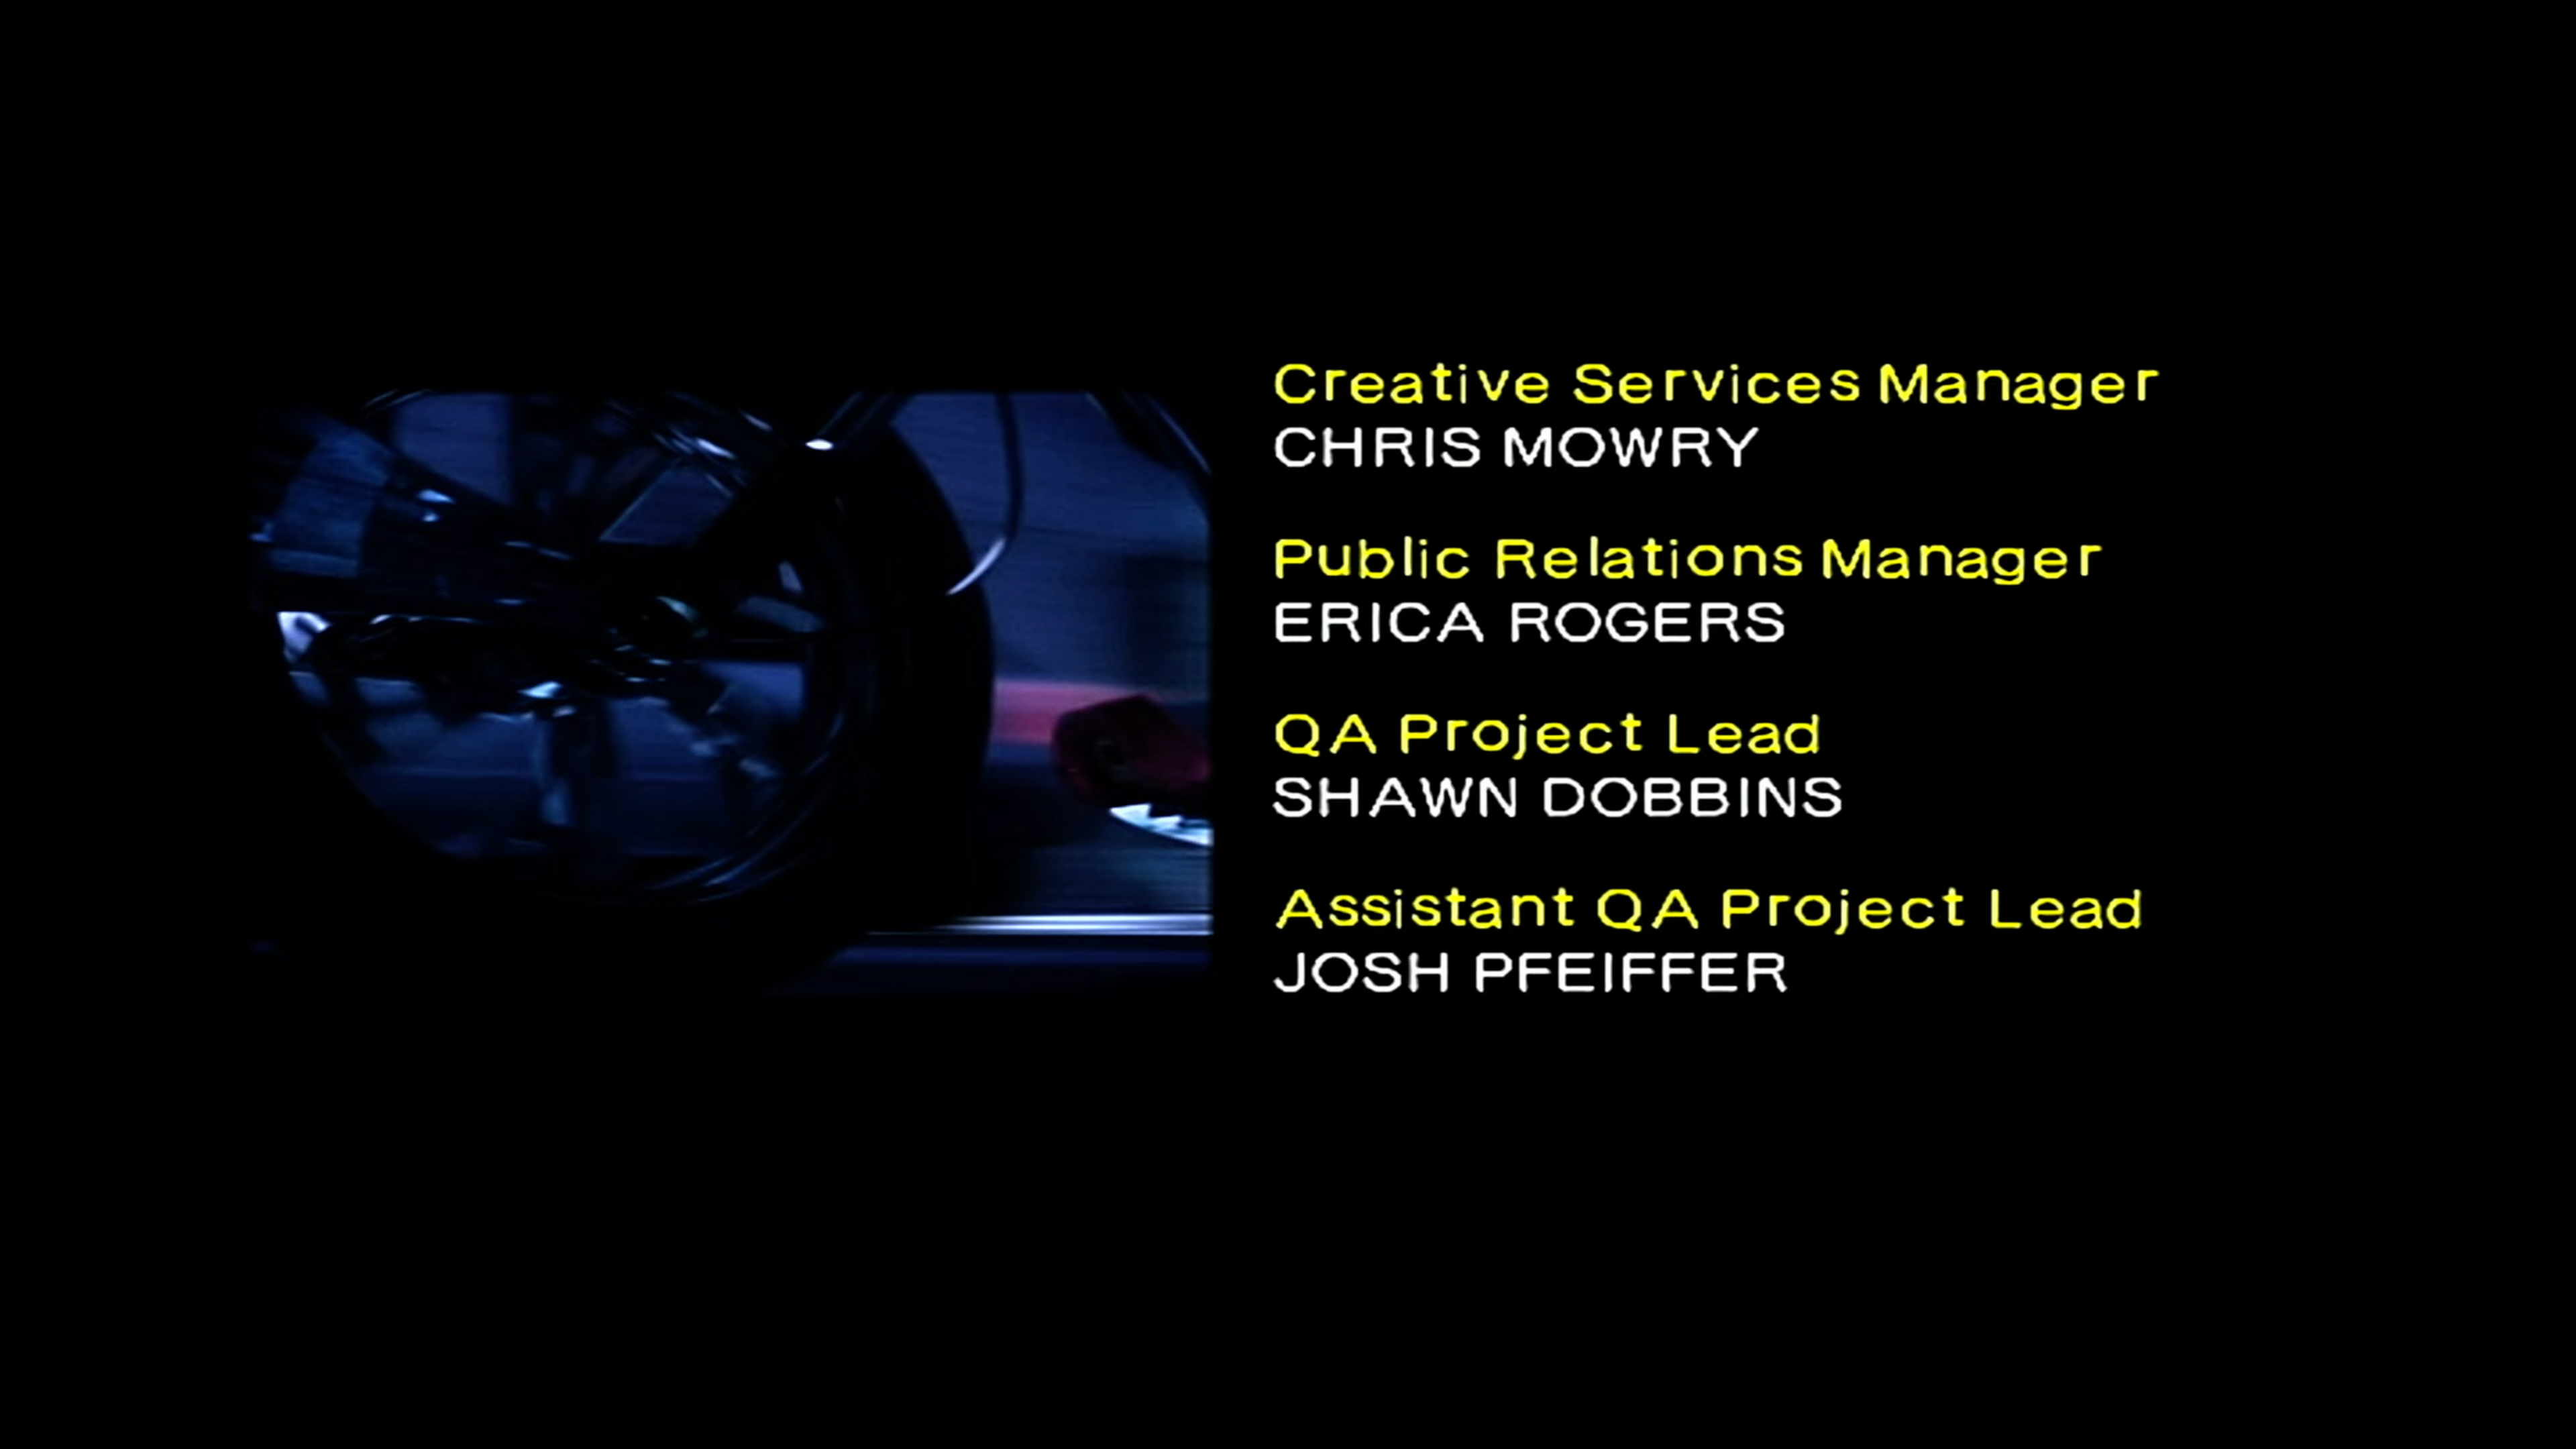 Creative Services Manager
CHRIS MOWRY
Public Relations Manager
ERICA ROGERS
QA Project Lead
SHAWN DOBBINS
Assistant QA Project Lead
JOSH PFEIFFER